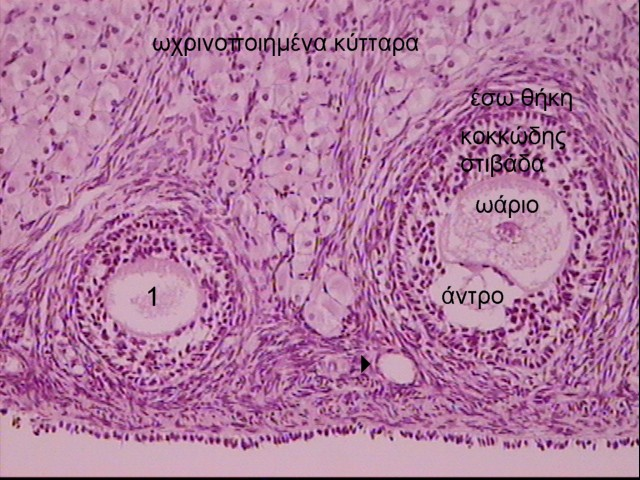 ωχρινοποιημένα κύτταρα
έσω θήκη
κοκκώδης
στιβάδα
ωάριο
άντρο
1